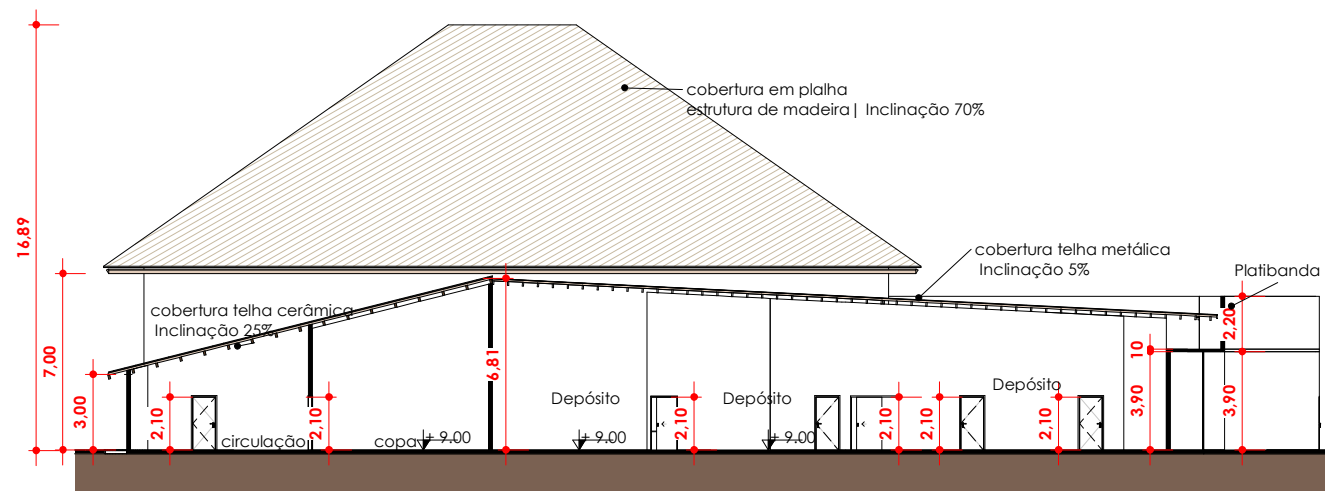 cobertura em plalha
estrutura de madeira| Inclinação 70%
16,89
cobertura telha metálica
Inclinação 5%
Platibanda
cobertura telha cerâmica
Inclinação 25%
2,20
7,00
6,81
10
3,00
2,10
2,10
Depósito
2,10
Depósito
2,10
2,10
Depósito
2,10
3,90
3,90
circulação
copa
+ 9.00
+ 9.00
+ 9.00